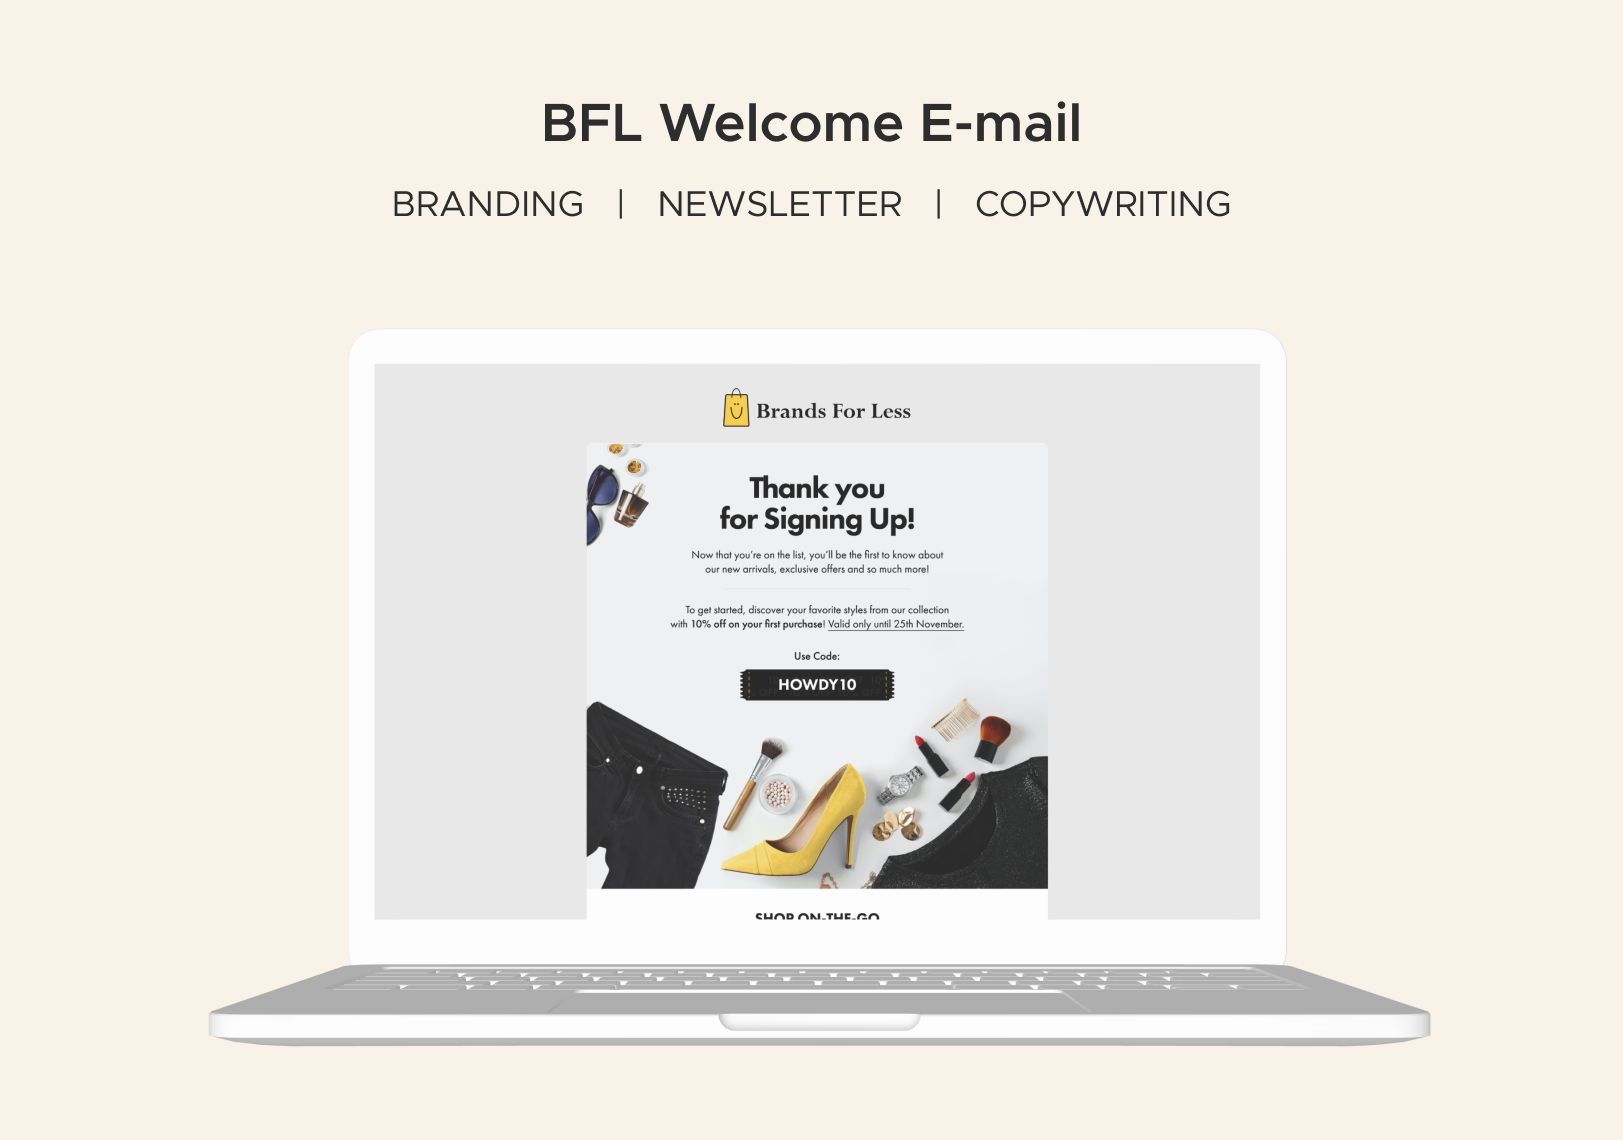 BFL Welcome E-mail
BRANDING | NEWSLETTER | COPYWRITING
Brands For Less
Thank you
for Signing Up!
Now that you're on the list, you'll be the first to know about
our new arrivals, exclusive offers and so much more!
To get started, discover your favorite styles from our collection
with 10% off on your first purchase! Valid only until 25th November.
Use Code:
HOWDY10
SHOP ON-THE-GO